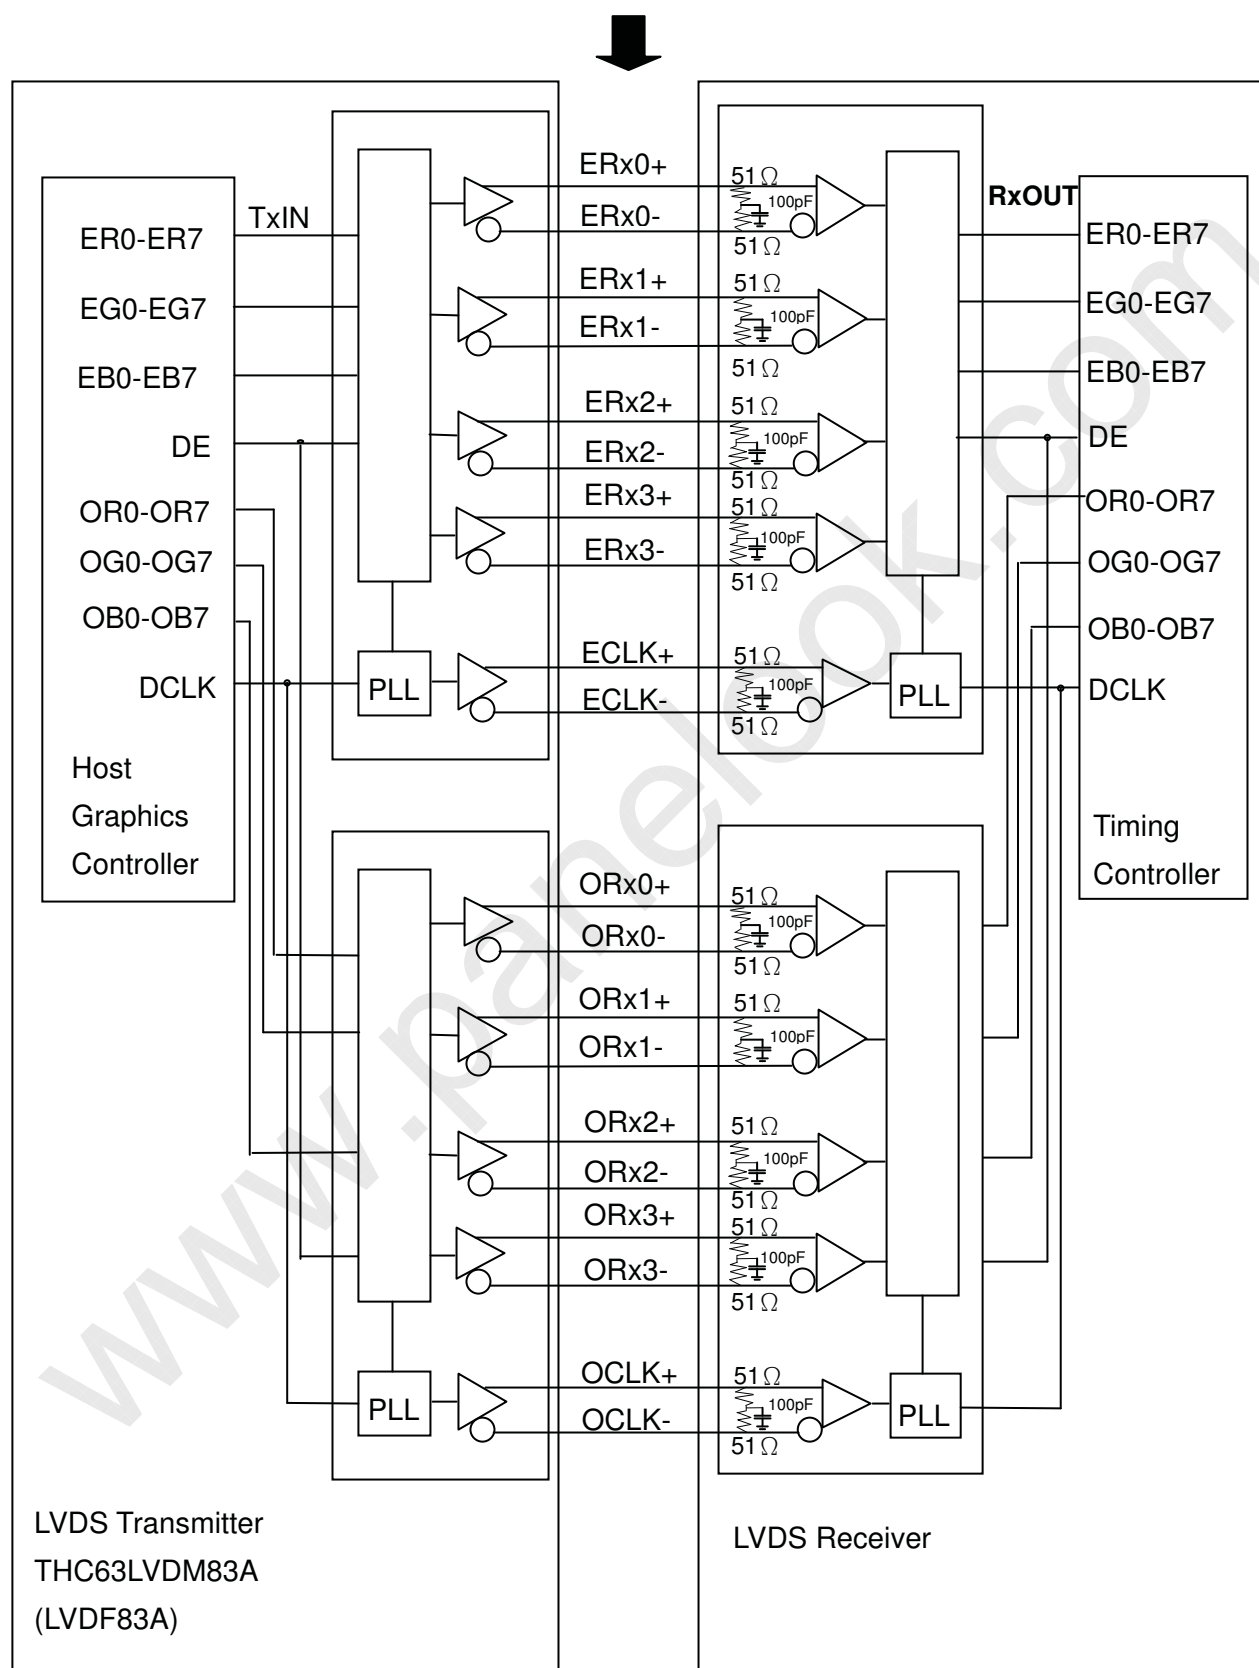 ERx0+
51Ω
100pF
ERx0-
51Ω
TxIN
RxOUT
ER0-ER7
ER0-ER7
ERx1+
51Ω
100pF
ERx1-
51Ω
EG0-EG7
EG0-EG7
EB0-EB7
EB0-EB7
ERx2+
51Ω
100pF
ERx2-
51Ω
DE
DE
ERx3+
51Ω
100pF
ERx3-
51Ω
OR0-OR7
OR0-OR7
OG0-OG7
OG0-OG7
OB0-OB7
OB0-OB7
ECLK+
51Ω
100pF
ECLK-
51Ω
DCLK
PLL
PLL
DCLK
Host
Graphics
Controller
Timing
Controller
ORx0+
51Ω
100pF
ORx0-
51Ω
ORx1+
51Ω
100pF
ORx1-
ORx2+
51Ω
100pF
ORx2-
51Ω
ORx3+
51Ω
100pF
ORx3-
51Ω
OCLK+
51Ω
100pF
OCLK-
51Ω
PLL
PLL
LVDS Transmitter
THC63LVDM83A
(LVDF83A)
LVDS Receiver
www.panelook.com